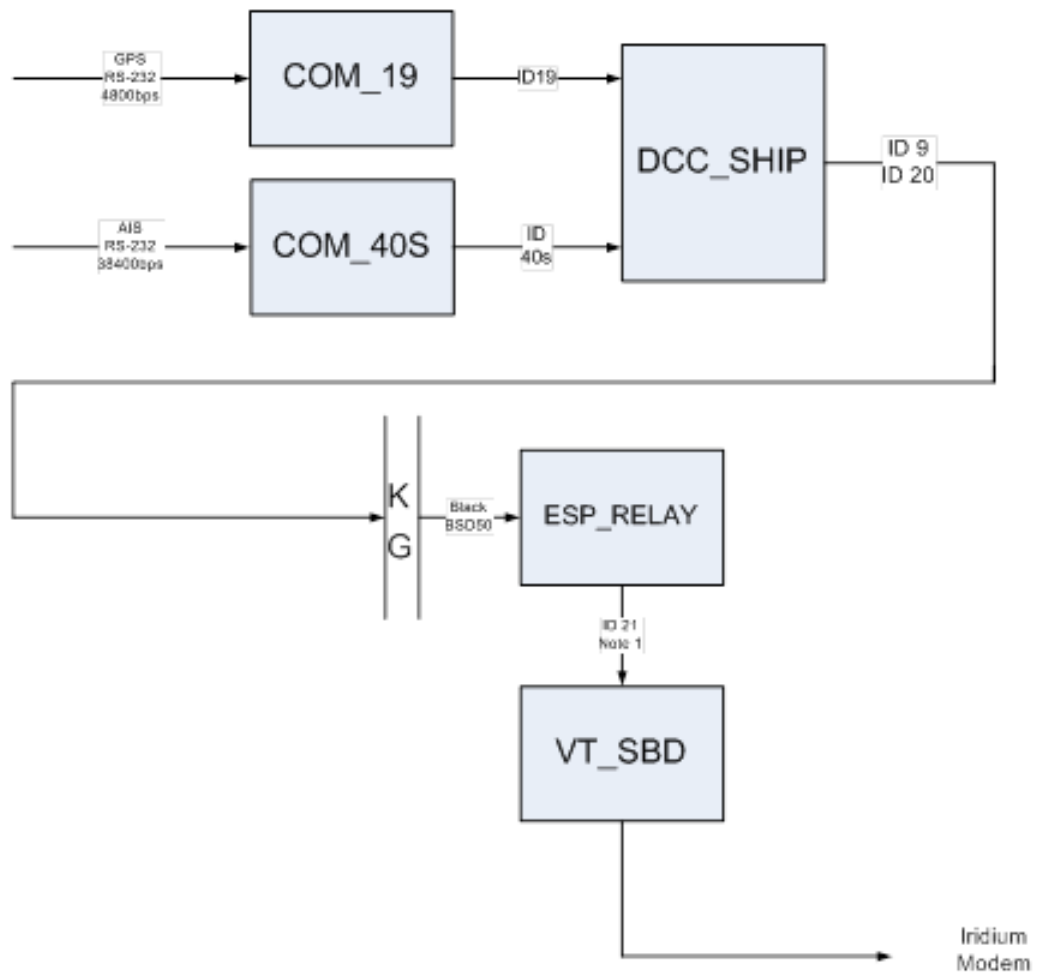 GPS
RS-232
4800bps
COM_19
ID19
DCC_SHIP
ID 9
ID 20
AIS
RS-232
38400bps
COM_40S
ID
40s
K
G
Black
BSD50
ESP_RELAY
ID 21
Note 1
VT_SBD
Iridium
Modem